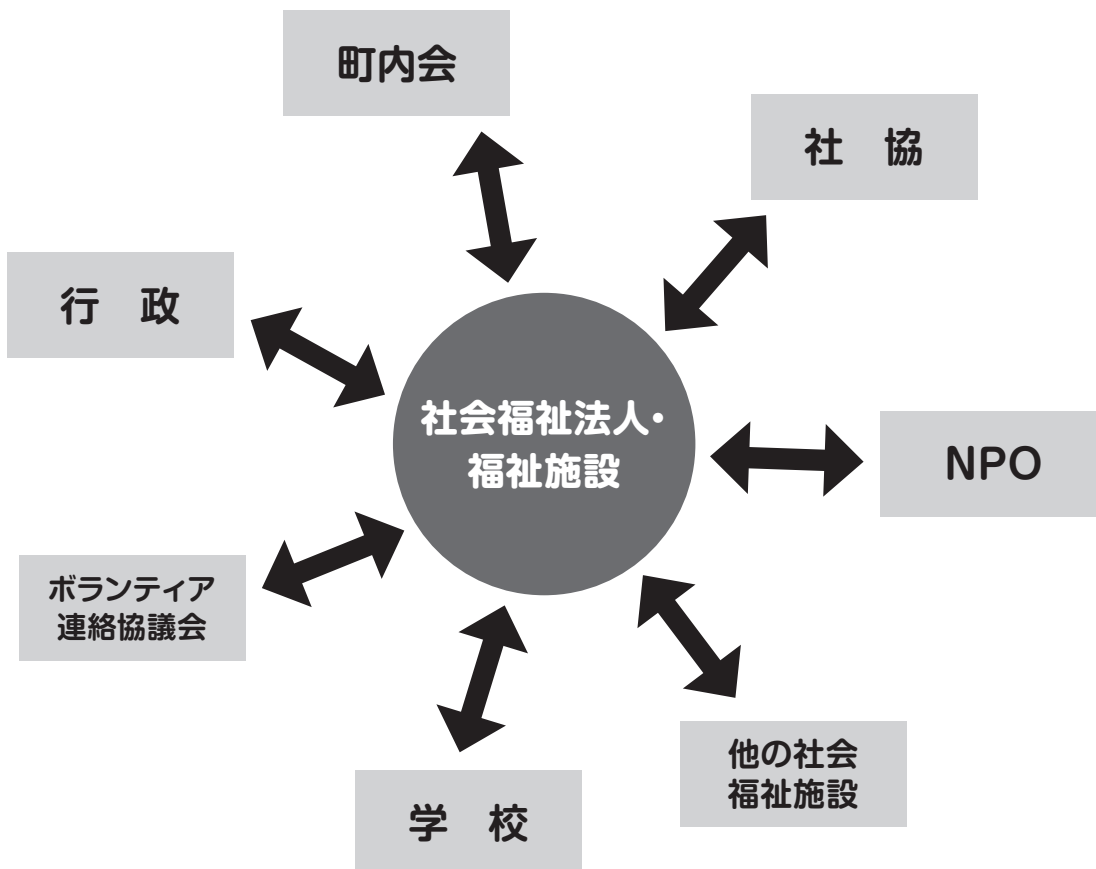 町内会
社　協
行　政
社会福祉法人・
福祉施設
NPO
ボランティア
連絡協議会
他の社会
福祉施設
学　校